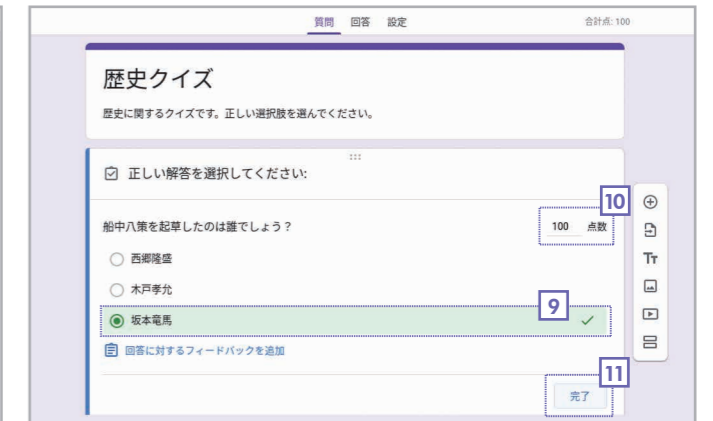 質問 回答 設定 合計点: 100
歴史クイズ
歴史に関するクイズです。正しい選択肢を選んでください。
正しい解答を選択してください:
10
船中八策を起草したのは誰でしょう？ 100 点数
西郷隆盛
木戸孝允
9
坂本竜馬
回答に対するフィードバックを追加
11
完了
Tт